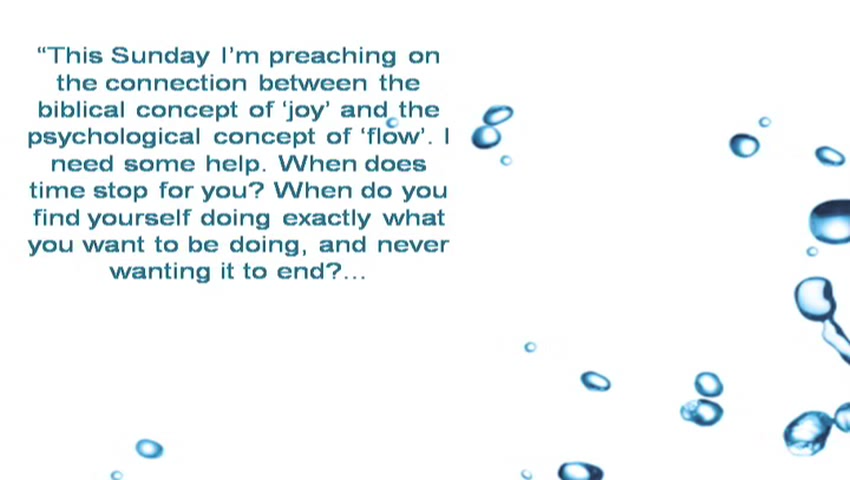 “This Sunday I’m preaching on
the connection between the
biblical concept of ‘joy’ and the
psychological concept of ‘flow’. I
need some help. When does
time stop for you? When do you
find yourself doing exactly what
you want to be doing, and never
wanting it to end?...